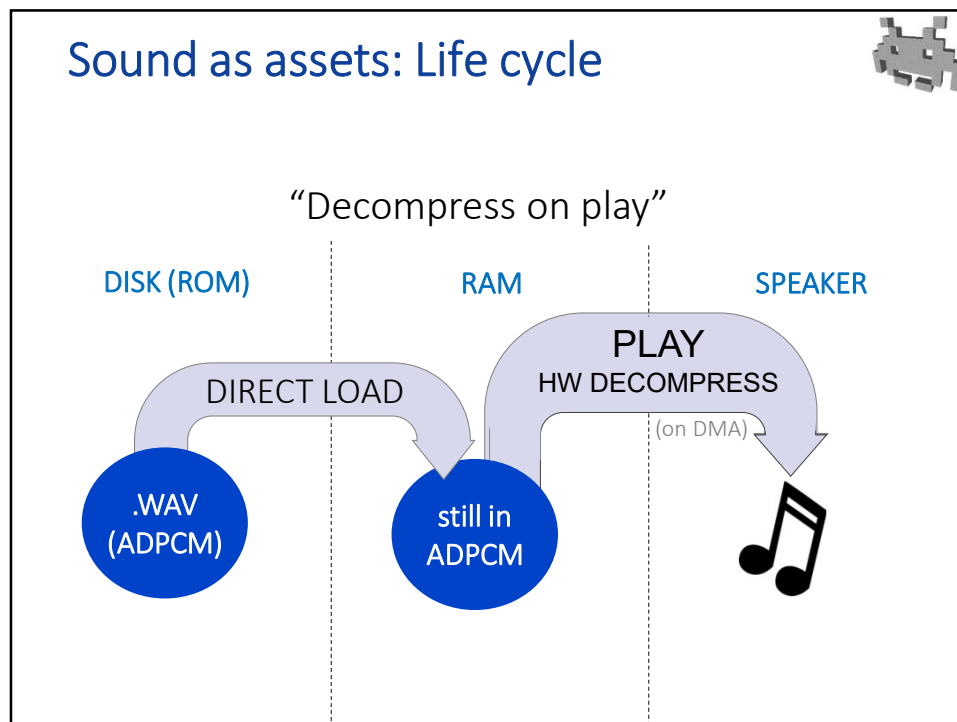 Sound as assets: Life cycle
“Decompress on play”
DISK (ROM)
RAM
SPEAKER
DIRECT LOAD
PLAY
HW DECOMPRESS
(on DMA)
.WAV
(ADPCM)
still in
ADPCM